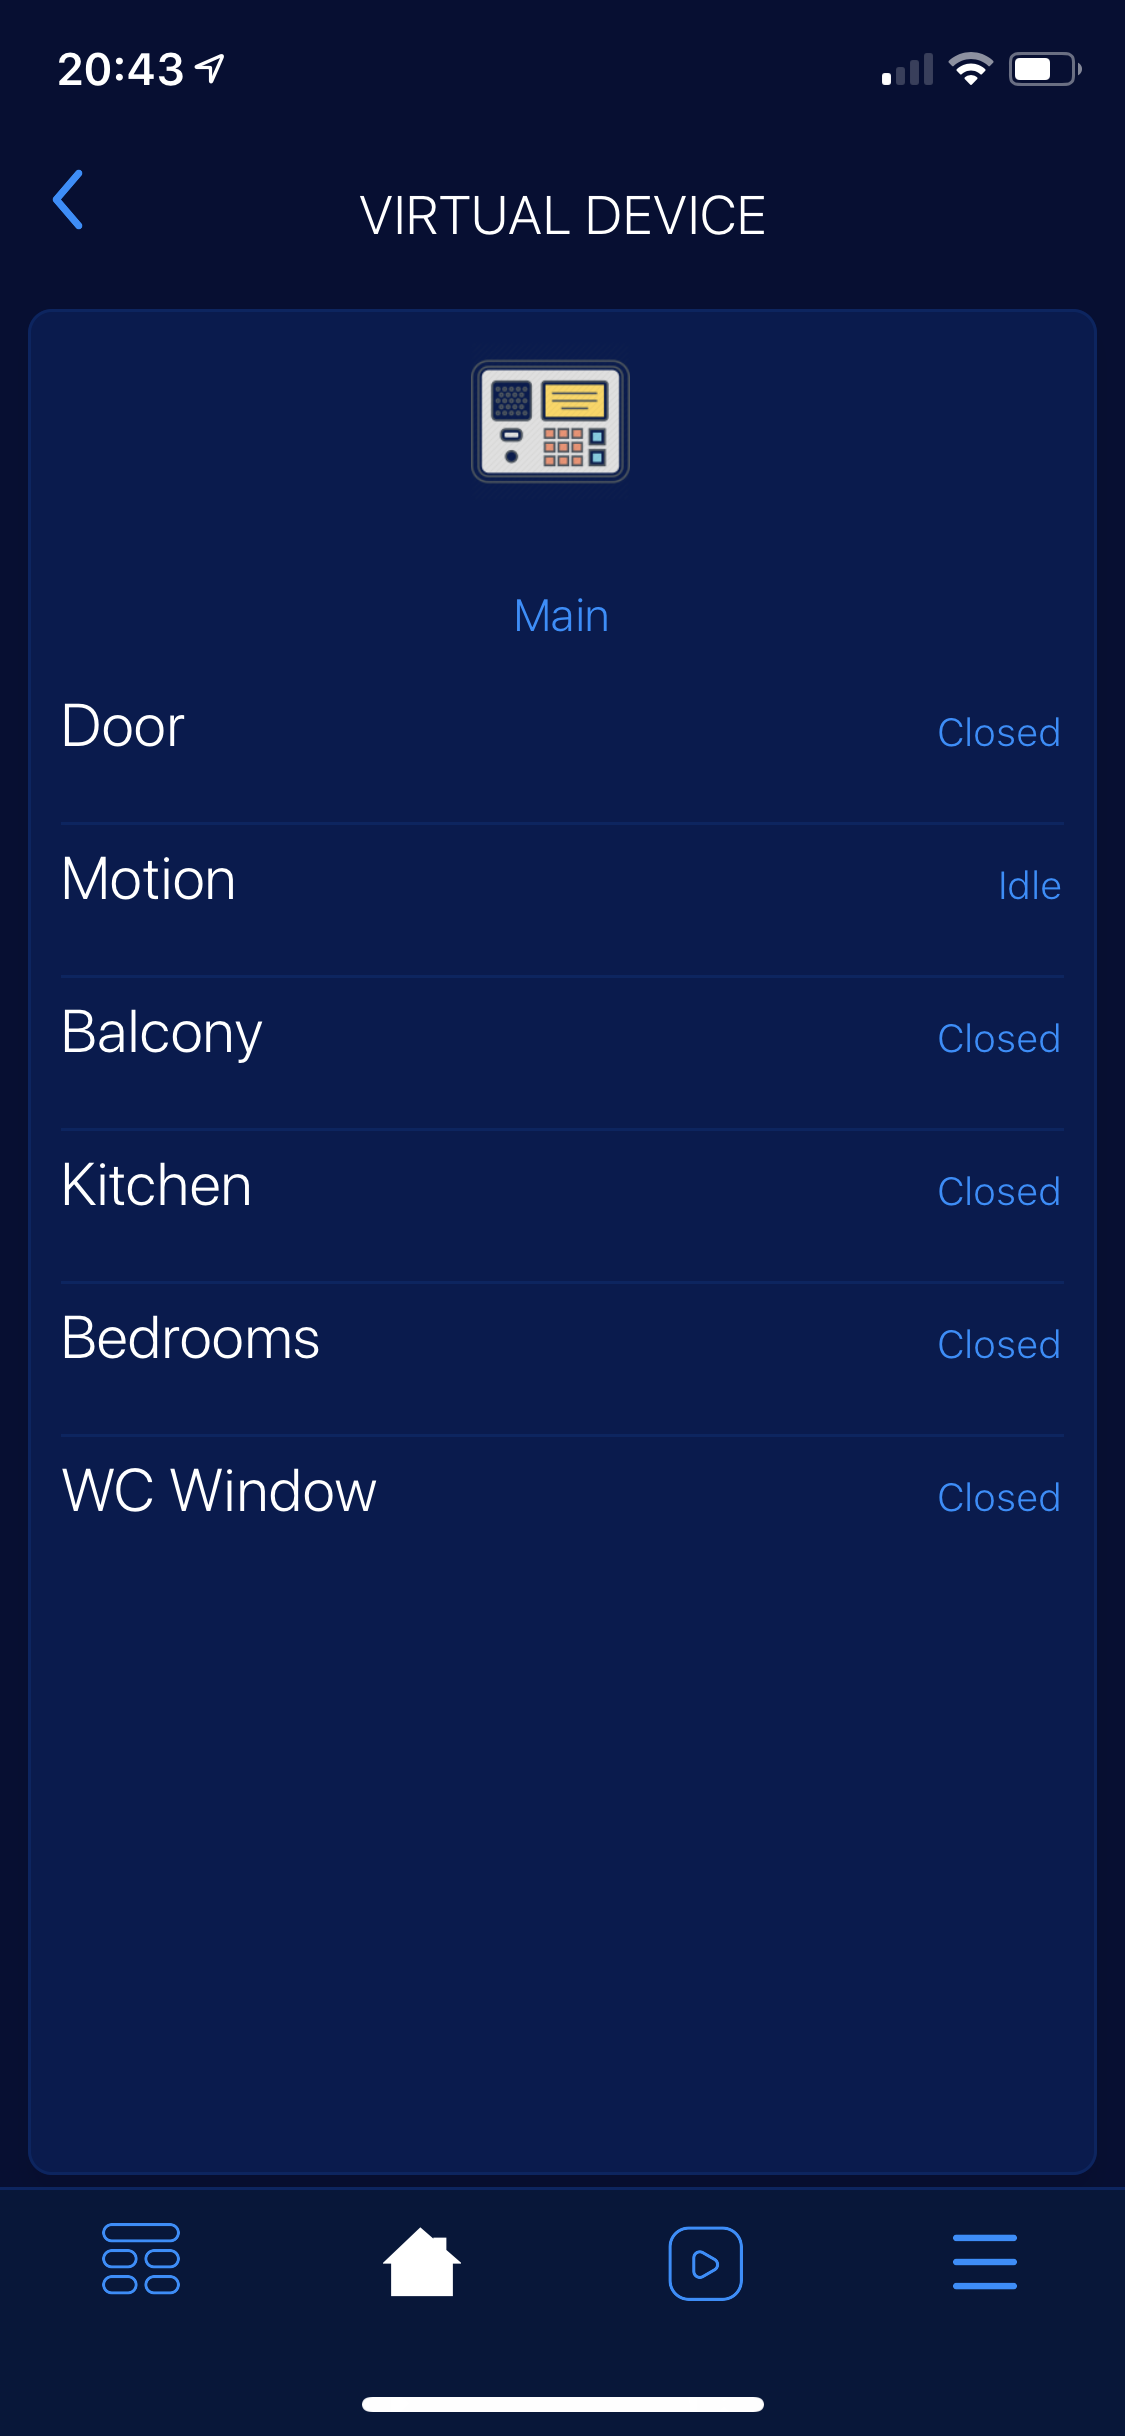 20:43
VIRTUAL DEVICE
Main
Door Closed
Motion Idle
Balcony Closed
Kitchen Closed
Bedrooms Closed
WC Window Closed